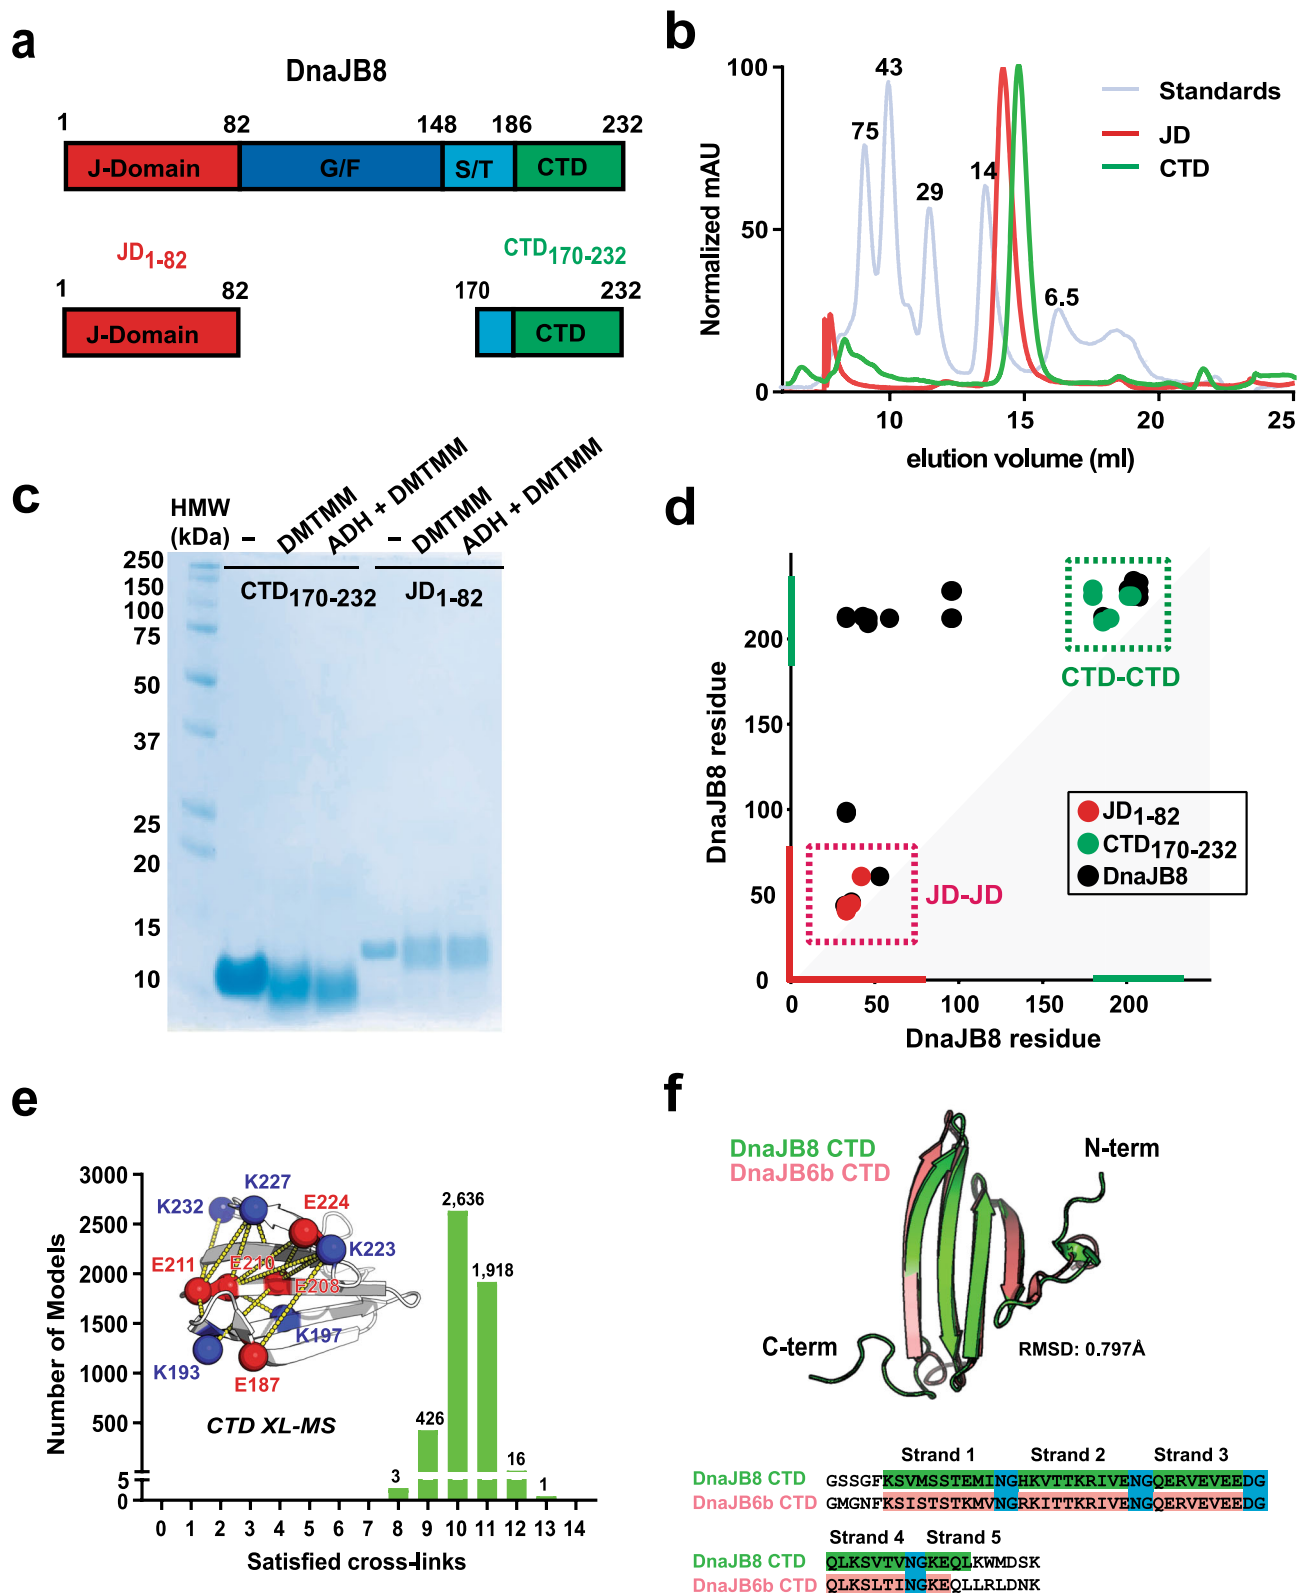 a
DnaJB8
1 82 148 186 232
J-Domain G/F S/T CTD
JD1-82 CTD170-232
1 82 170 232
J-Domain CTD
b
Normalized mAU
100
50
0
75
43
29
14
6.5
Standards
JD
CTD
10 15 20 25
elution volume (ml)
c
HMW
(kDa)
– DMTMM ADH + DMTMM – DMTMM ADH + DMTMM
CTD170-232 JD1-82
250
150
100
75
50
37
25
20
15
10
d
DnaJB8 residue
200
150
100
50
0
CTD-CTD
JD-JD
JD1-82
CTD170-232
DnaJB8
0 50 100 150 200
DnaJB8 residue
e
Number of Models
3000
2500
2000
1500
1000
500
5
0
K227
K232
E224
K223
E211
E210
E208
K197
K193
E187
CTD XL-MS
3
426
2,636
1,918
16
1
0 1 2 3 4 5 6 7 8 9 10 11 12 13 14
Satisfied cross-links
f
DnaJB8 CTD
DnaJB6b CTD
N-term
C-term
RMSD: 0.797Å
Strand 1 Strand 2 Strand 3
DnaJB8 CTD GSSGFKSVMSSTEMINGHKVTTKRIVENGQERVEVEEDG
DnaJB6b CTD GMGNFKSISTSTKMVNGRKITTKRIVENGQERVEVEEDG
Strand 4 Strand 5
DnaJB8 CTD QLKSVTVNGKEQLKWMDSK
DnaJB6b CTD QLKSLTINGKEQLLRLDNK